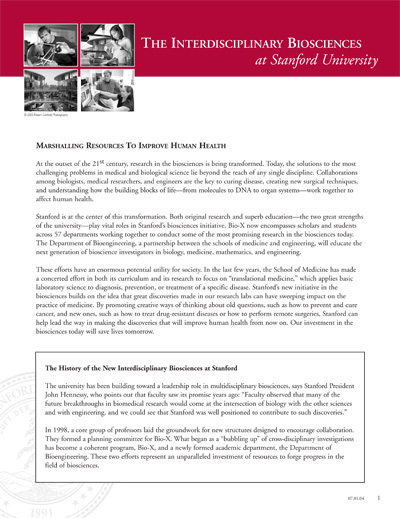 THE INTERDISCIPLINARY BIOSCIENCES
at Stanford University
MARSHALLING RESOURCES TO IMPROVE HUMAN HEALTH
At the outset of the 21st century, research in the biosciences is being transformed. Today, the solutions to the most
challenging problems in medical and biological science lie beyond the reach of any single discipline. Collaborations
among biologists, medical researchers, and engineers are the key to curing disease, creating new surgical techniques,
and understanding how the building blocks of life—from molecules to DNA to organ systems—work together to
affect human health.
Stanford is at the center of this transformation. Both original research and superb education—the two great strengths
of the university—play vital roles in Stanford's biosciences initiative. Bio-X now encompasses scholars and students
across 57 departments working together to conduct some of the most promising research in the biosciences today.
The Department of Bioengineering, a partnership between the schools of medicine and engineering, will educate the
next generation of bioscience investigators in biology, medicine, mathematics, and engineering.
These efforts have an enormous potential utility for society. In the last few years, the School of Medicine has made
a concerted effort in both its curriculum and its research to focus on "translational medicine," which applies basic
laboratory science to diagnosis, prevention, or treatment of a specific disease. Stanford's new initiative in the
biosciences builds on the idea that great discoveries made in our research labs can have sweeping impact on the
practice of medicine. By promoting creative ways of thinking about old questions, such as how to prevent and cure
cancer, and new ones, such as how to treat drug-resistant diseases or how to perform remote surgeries, Stanford can
help lead the way in making the discoveries that will improve human health from now on. Our investment in the
biosciences today will save lives tomorrow.
The History of the New Interdisciplinary Biosciences at Stanford
The university has been building toward a leadership role in multidisciplinary biosciences, says Stanford President
John Hennessy, who points out that faculty saw its promise years ago: "Faculty observed that many of the
future breakthroughs in biomedical research would come at the intersection of biology with the other sciences
and with engineering, and we could see that Stanford was well positioned to contribute to such discoveries."
In 1998, a core group of professors laid the groundwork for new structures designed to encourage collaboration.
They formed a planning committee for Bio-X. What began as a "bubbling up" of cross-disciplinary investigations
has become a coherent program, Bio-X, and a newly formed academic department, the Department of
Bioengineering. These two efforts represent an unparalleled investment of resources to forge progress in the
field of biosciences.
1891
07.01.04 1